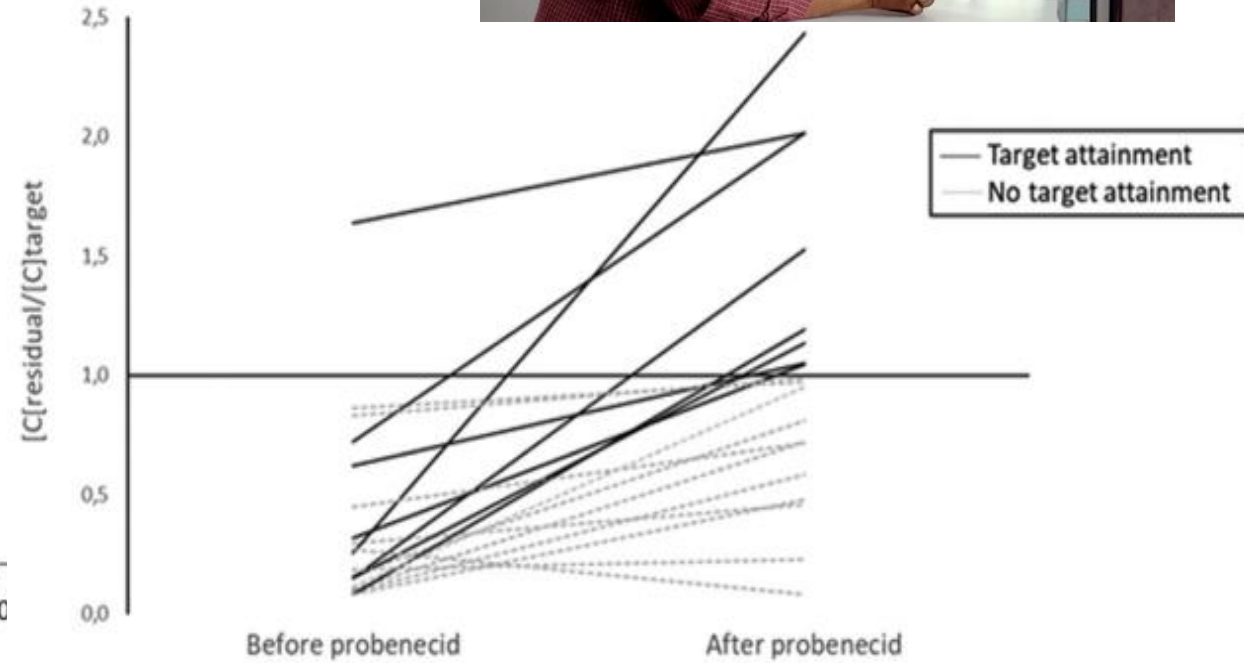 2,5
2,0
1,5
1,0
0,5
0,0
[C[residual/[C]target
Before probenecid
After probenecid
Target attainment
No target attainment